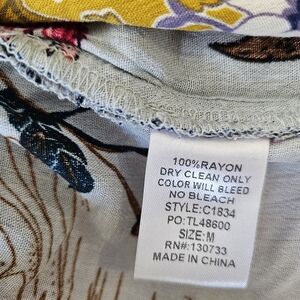 100%RAYON
DRY CLEAN ONLY
COLOR WILL BLEED
NO BLEACH
STYLE:C1834
PO:TL48600
SIZE:M
RN#:130733
MADE IN CHINA